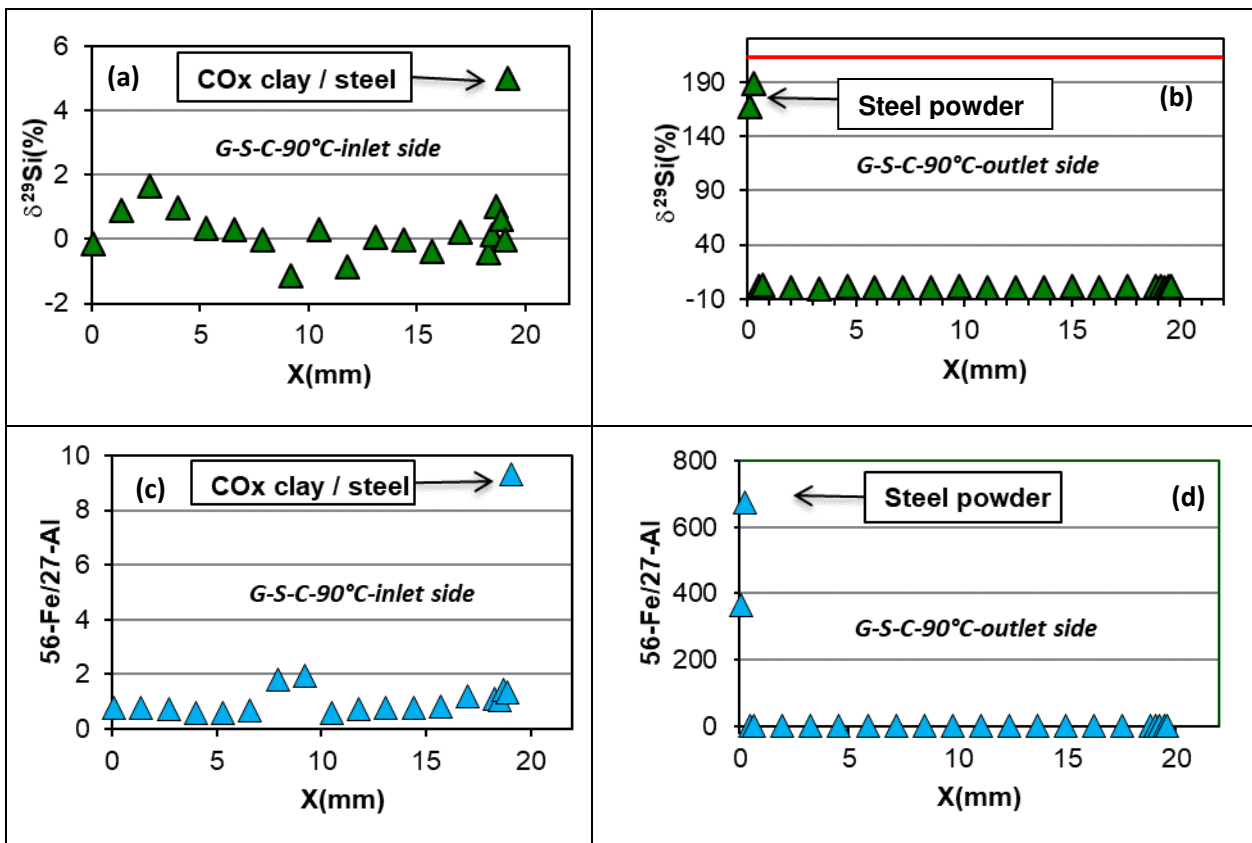 (a)
COx clay / steel
G-S-C-90°C-inlet side
δ²⁹Si(%)
6
4
2
0
-2
0 5 10 15 20
X(mm)
(b)
Steel powder
G-S-C-90°C-outlet side
δ²⁹Si(%)
190
140
90
40
-10
0 5 10 15 20
X(mm)
(c)
COx clay / steel
G-S-C-90°C-inlet side
56-Fe/27-Al
10
8
6
4
2
0
0 5 10 15 20
X(mm)
(d)
Steel powder
G-S-C-90°C-outlet side
56-Fe/27-Al
800
600
400
200
0
0 5 10 15 20
X(mm)